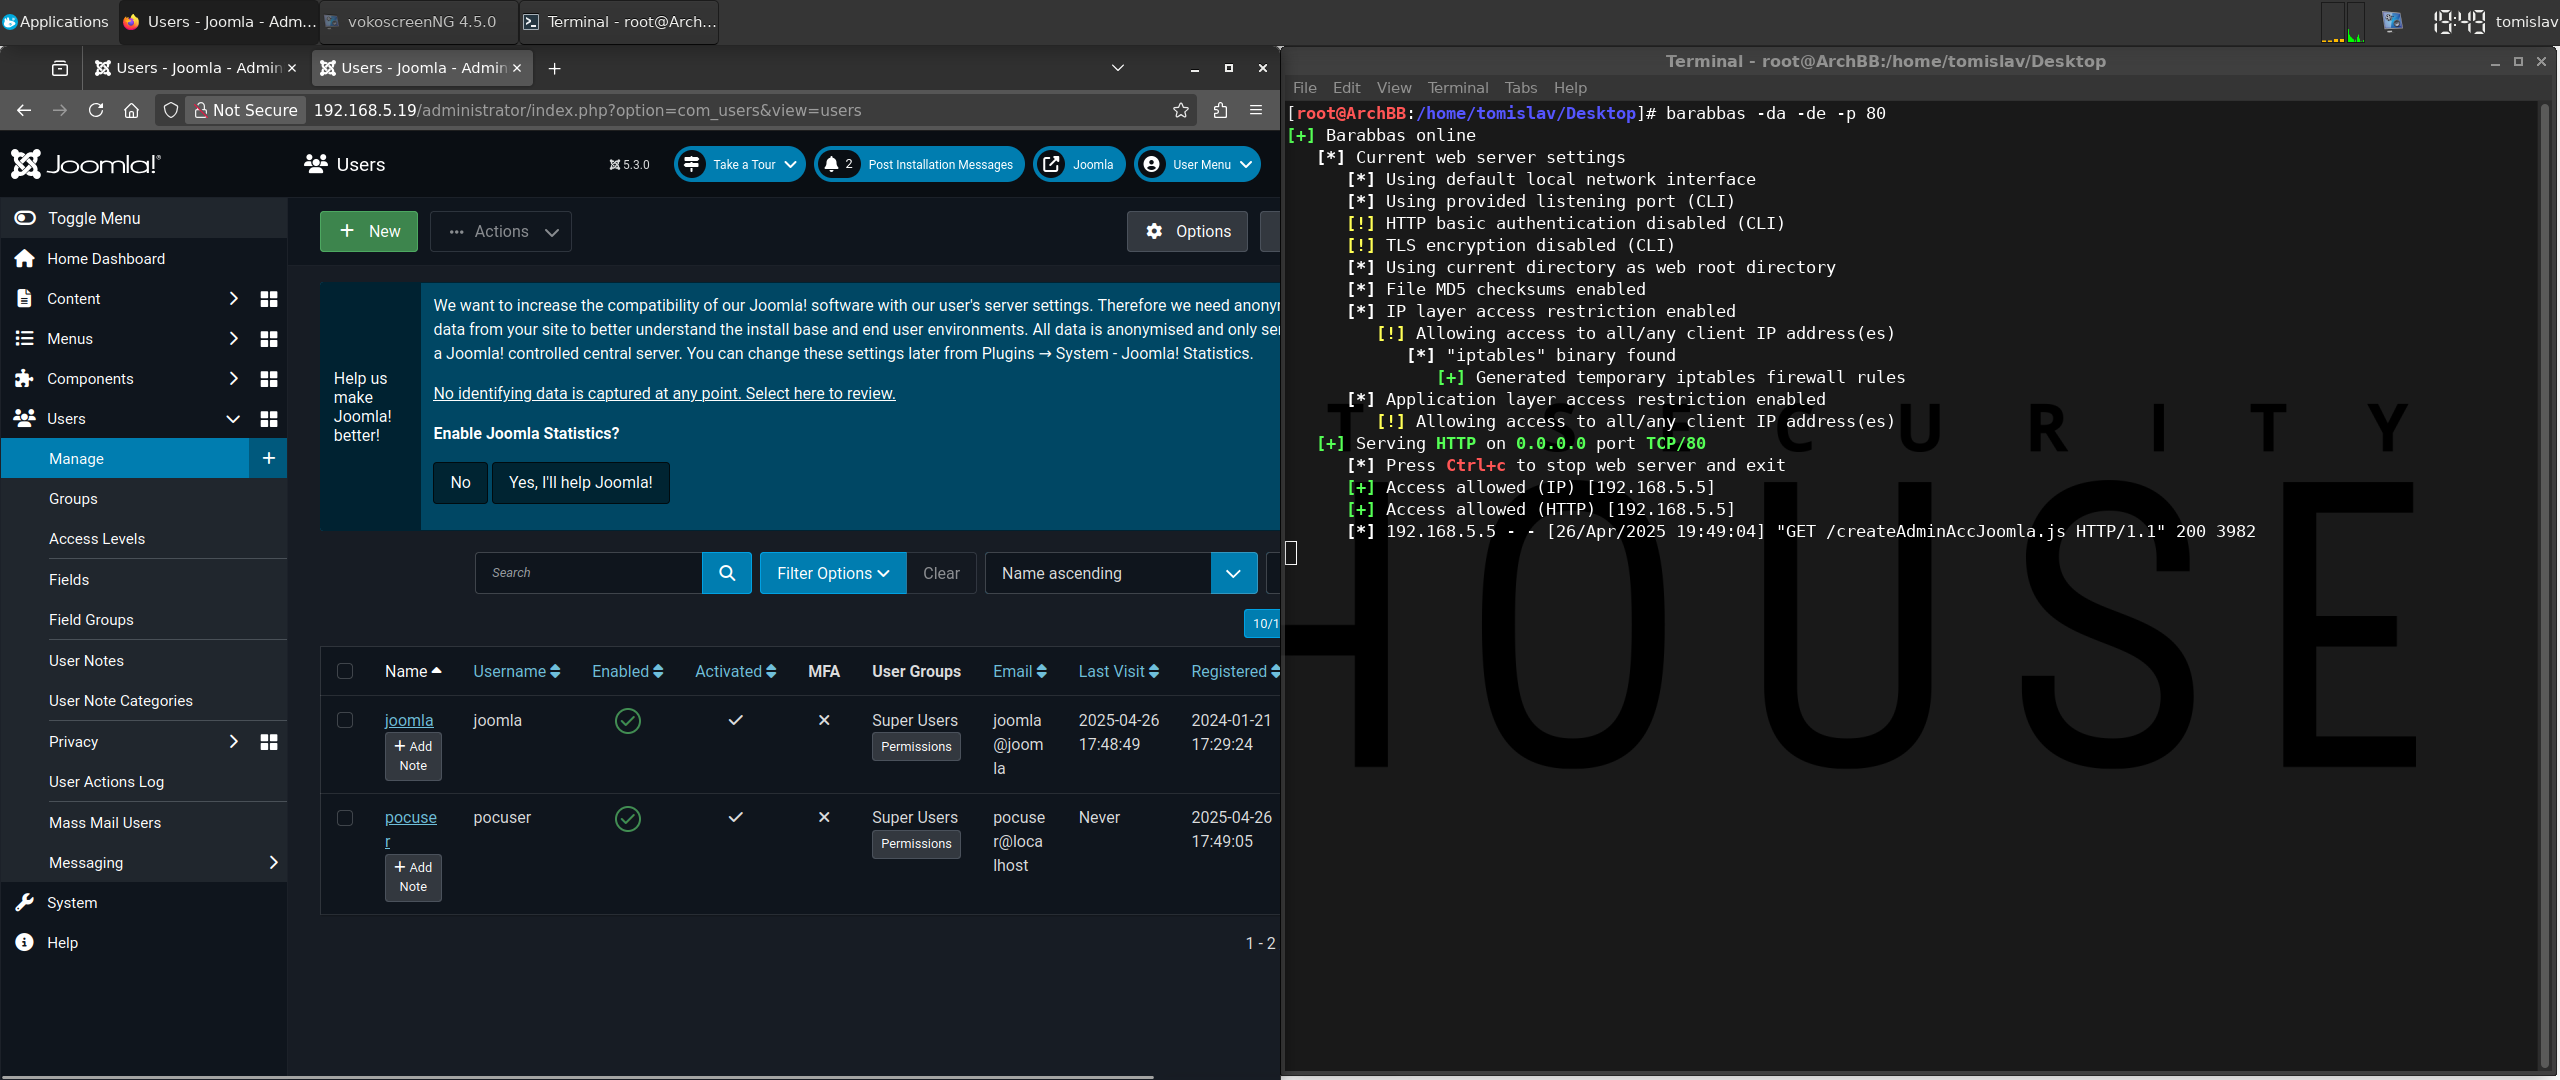 Applications
Users - Joomla - Adm...
vokoscreenNG 4.5.0
Terminal - root@Arch...
19:49
tomislav
Users - Joomla - Admin
Users - Joomla - Admin
Not Secure
192.168.5.19/administrator/index.php?option=com_users&view=users
Joomla!
Users
5.3.0
Take a Tour
2 Post Installation Messages
Joomla
User Menu
Toggle Menu
Home Dashboard
Content
Menus
Components
Users
Manage
Groups
Access Levels
Fields
Field Groups
User Notes
User Note Categories
Privacy
User Actions Log
Mass Mail Users
Messaging
System
Help
New
Actions
Options
Help us
make
Joomla!
better!
We want to increase the compatibility of our Joomla! software with our user's server settings. Therefore we need anony
data from your site to better understand the install base and end user environments. All data is anonymised and only se
a Joomla! controlled central server. You can change these settings later from Plugins → System - Joomla! Statistics.
No identifying data is captured at any point. Select here to review.
Enable Joomla Statistics?
No
Yes, I'll help Joomla!
Search
Filter Options
Clear
Name ascending
10/1
Name
Username
Enabled
Activated
MFA
User Groups
Email
Last Visit
Registered
joomla
+ Add
Note
joomla
Super Users
Permissions
joomla
@joom
la
2025-04-26
17:48:49
2024-01-21
17:29:24
pocuse
r
+ Add
Note
pocuser
Super Users
Permissions
pocuse
r@loca
lhost
Never
2025-04-26
17:49:05
1 - 2
Terminal - root@ArchBB:/home/tomislav/Desktop
File Edit View Terminal Tabs Help
[root@ArchBB:/home/tomislav/Desktop]# barabbas -da -de -p 80
[+] Barabbas online
[*] Current web server settings
[*] Using default local network interface
[*] Using provided listening port (CLI)
[!] HTTP basic authentication disabled (CLI)
[!] TLS encryption disabled (CLI)
[*] Using current directory as web root directory
[*] File MD5 checksums enabled
[*] IP layer access restriction enabled
[!] Allowing access to all/any client IP address(es)
[*] "iptables" binary found
[+] Generated temporary iptables firewall rules
[*] Application layer access restriction enabled
[!] Allowing access to all/any client IP address(es)
[+] Serving HTTP on 0.0.0.0 port TCP/80
[*] Press Ctrl+c to stop web server and exit
[+] Access allowed (IP) [192.168.5.5]
[+] Access allowed (HTTP) [192.168.5.5]
[*] 192.168.5.5 - - [26/Apr/2025 19:49:04] "GET /createAdminAccJoomla.js HTTP/1.1" 200 3982
T SECURITY
HOUSE